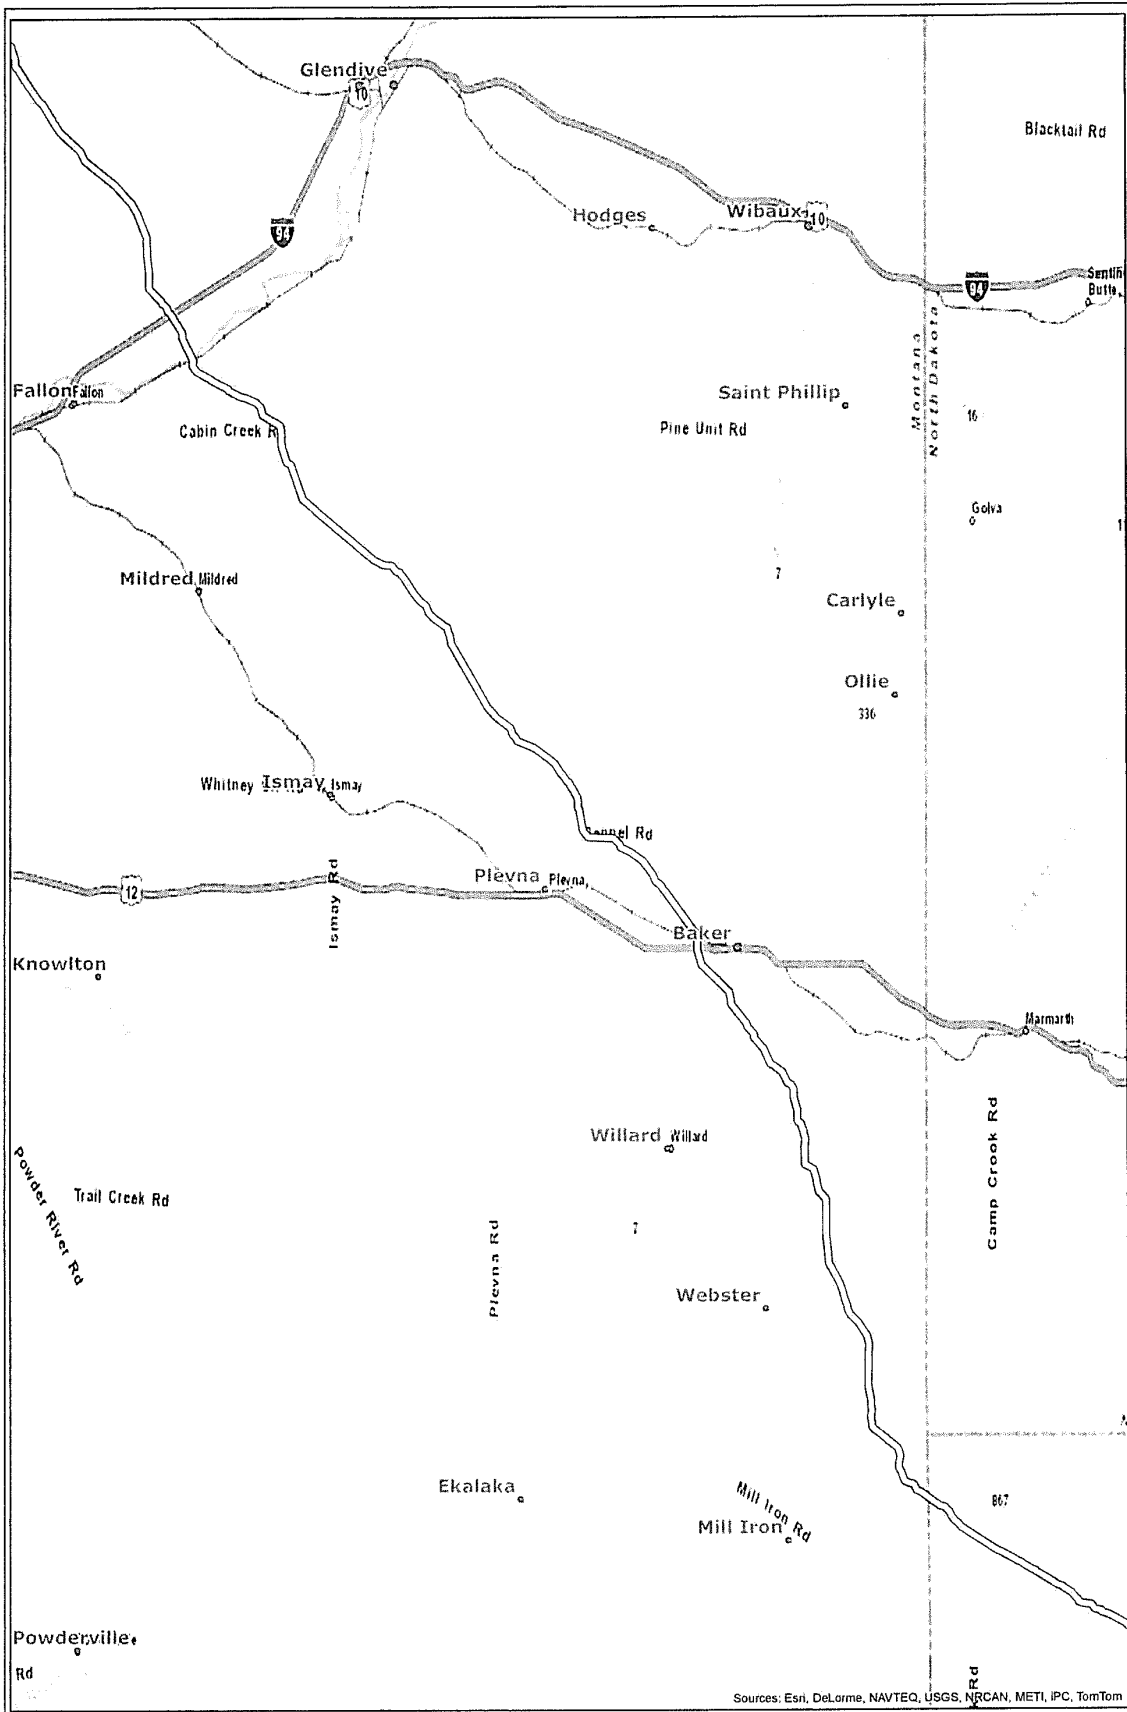 Glendive
10
Blacktail Rd
Hodges
Wibaux
10
94
94
Butte
Fallon
Fallon
Saint Phillip
Montana
North Dakota
16
Cabin Creek R
Pine Unit Rd
Golva
11
Mildred
Mildred
7
Carlyle
Ollie
336
Whitney
Ismay
Ismay
Rd
Plevna
Plevna
12
Ismay Rd
Baker
Knowlton
Marmarth
Willard
Willard
Camp Crook Rd
Powder River Rd
Trail Creek Rd
7
Plevna Rd
Webster
Ekalaka
Mill Iron Rd
867
Mill Iron
Powderville
Rd
Rd
Sources: Esri, DeLorme, NAVTEQ, USGS, NRCAN, METI, iPC, TomTom